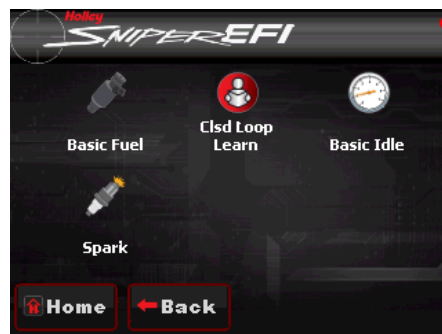 Holley
SNIPER EFI
Basic Fuel
Clsd Loop
Learn
Basic Idle
Spark
Home
Back